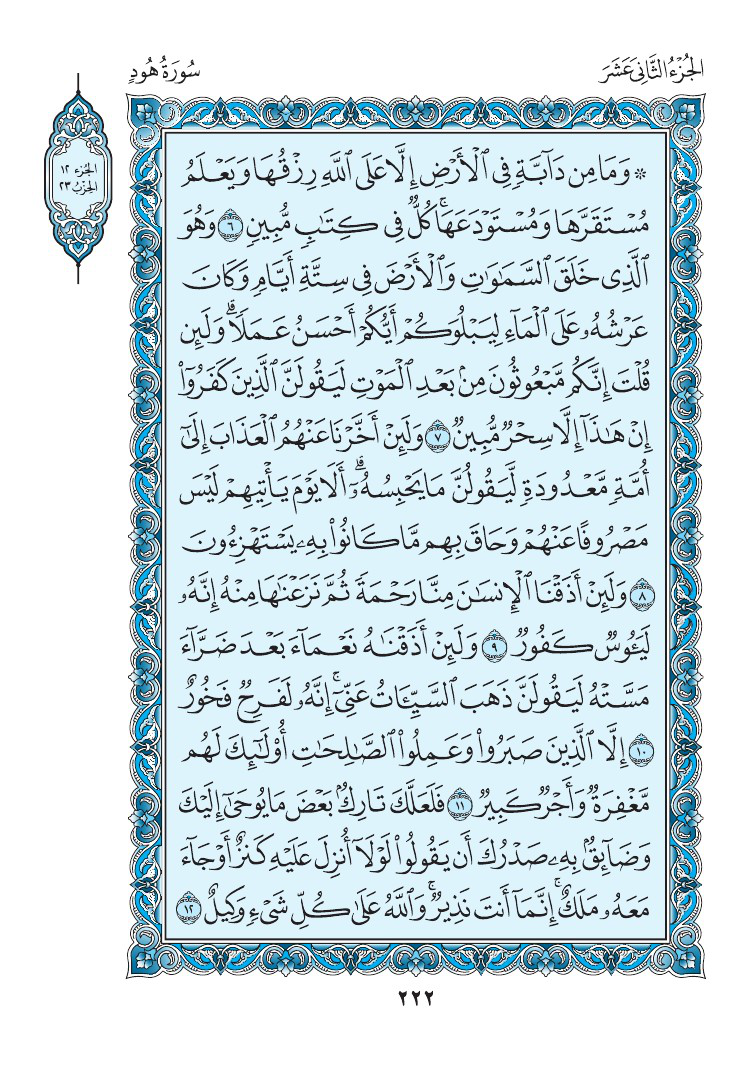 الجُزْءُ الثَّانِي عَشَرَ
سُورَةُ هُودٍ
الجزء ١٢
الحزب ٢٣
۞ وَمَا مِن دَآبَّةٖ فِي ٱلۡأَرۡضِ إِلَّا عَلَى ٱللَّهِ رِزۡقُهَا وَيَعۡلَمُ
مُسۡتَقَرَّهَا وَمُسۡتَوۡدَعَهَاۚ كُلّٞ فِي كِتَٰبٖ مُّبِينٖ ٦ وَهُوَ
ٱلَّذِي خَلَقَ ٱلسَّمَٰوَٰتِ وَٱلۡأَرۡضَ فِي سِتَّةِ أَيَّامٖ وَكَانَ
عَرۡشُهُۥ عَلَى ٱلۡمَآءِ لِيَبۡلُوَكُمۡ أَيُّكُمۡ أَحۡسَنُ عَمَلٗاۗ وَلَئِن
قُلۡتَ إِنَّكُم مَّبۡعُوثُونَ مِنۢ بَعۡدِ ٱلۡمَوۡتِ لَيَقُولَنَّ ٱلَّذِينَ كَفَرُوٓاْ
إِنۡ هَٰذَآ إِلَّا سِحۡرٞ مُّبِينٞ ٧ وَلَئِنۡ أَخَّرۡنَا عَنۡهُمُ ٱلۡعَذَابَ إِلَىٰٓ
أُمَّةٖ مَّعۡدُودَةٖ لَّيَقُولُنَّ مَا يَحۡبِسُهُۥٓۗ أَلَا يَوۡمَ يَأۡتِيهِمۡ لَيۡسَ
مَصۡرُوفًا عَنۡهُمۡ وَحَاقَ بِهِم مَّا كَانُواْ بِهِۦ يَسۡتَهۡزِءُونَ
٨ وَلَئِنۡ أَذَقۡنَا ٱلۡإِنسَٰنَ مِنَّا رَحۡمَةٗ ثُمَّ نَزَعۡنَٰهَا مِنۡهُ إِنَّهُۥ
لَيَـُٔوسٞ كَفُورٞ ٩ وَلَئِنۡ أَذَقۡنَٰهُ نَعۡمَآءَ بَعۡدَ ضَرَّآءَ
مَسَّتۡهُ لَيَقُولَنَّ ذَهَبَ ٱلسَّيِّـَٔاتُ عَنِّيٓۚ إِنَّهُۥ لَفَرِحٞ فَخُورٌ
١٠ إِلَّا ٱلَّذِينَ صَبَرُواْ وَعَمِلُواْ ٱلصَّٰلِحَٰتِ أُوْلَٰٓئِكَ لَهُم
مَّغۡفِرَةٞ وَأَجۡرٞ كَبِيرٞ ١١ فَلَعَلَّكَ تَارِكُۢ بَعۡضَ مَا يُوحَىٰٓ إِلَيۡكَ
وَضَآئِقُۢ بِهِۦ صَدۡرُكَ أَن يَقُولُواْ لَوۡلَآ أُنزِلَ عَلَيۡهِ كَنزٌ أَوۡ جَآءَ
مَعَهُۥ مَلَكٌۚ إِنَّمَآ أَنتَ نَذِيرٞۚ وَٱللَّهُ عَلَىٰ كُلِّ شَيۡءٖ وَكِيلٌ ١٢
٢٢٢